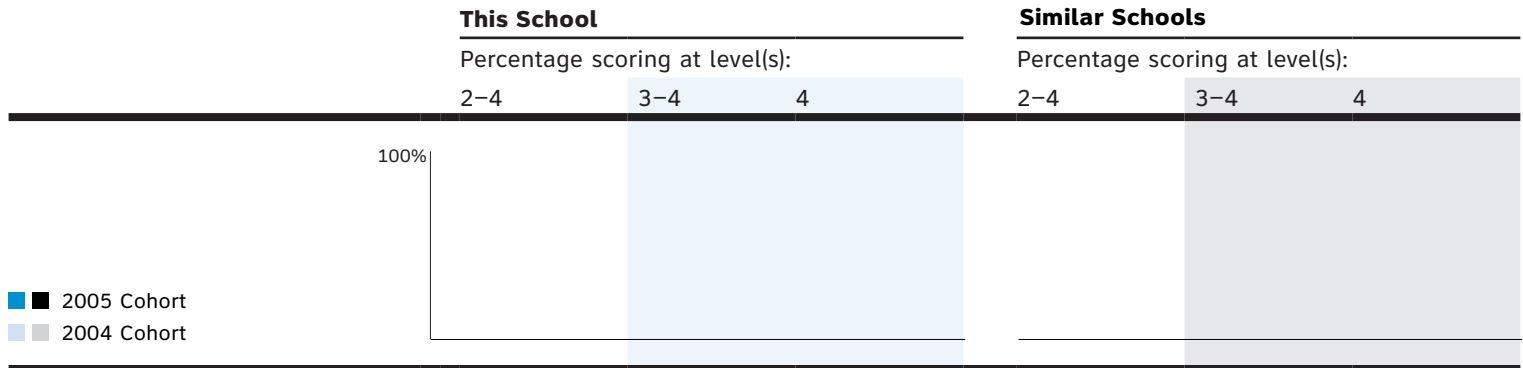 This School
Similar Schools
Percentage scoring at level(s):
Percentage scoring at level(s):
2–4 3–4 4
2–4 3–4 4
100%
2005 Cohort
2004 Cohort